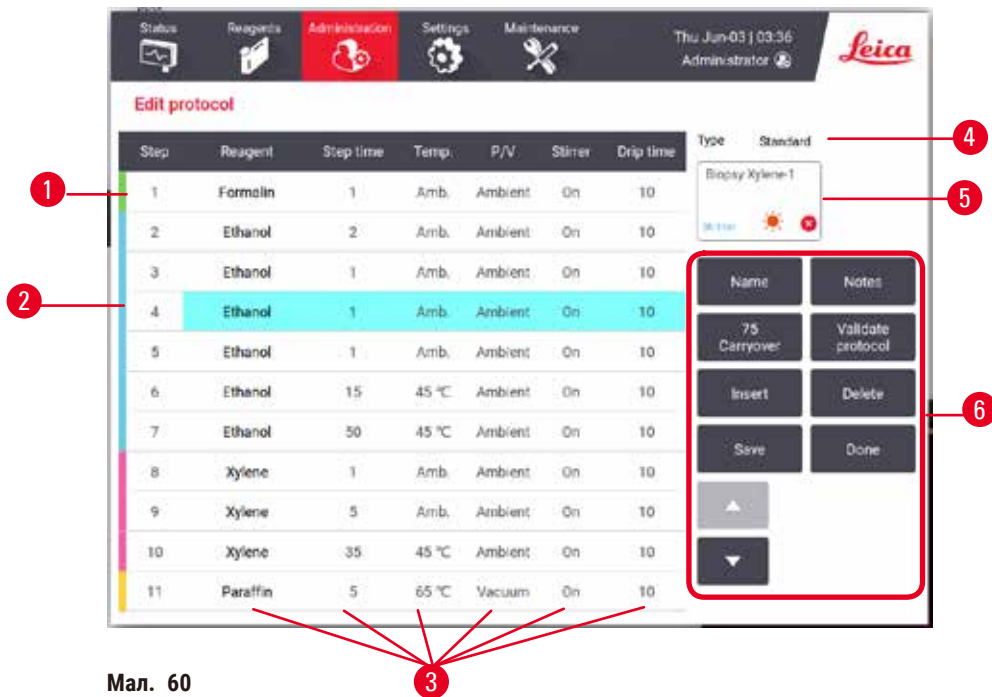 Status Reagents Administration Settings Maintenance
Thu Jun-03 | 03:36
Administrator
Leica
Edit protocol
Step Reagent Step time Temp. P/V Stirrer Drip time
1 Formalin 1 Amb. Ambient On 10
2 Ethanol 2 Amb. Ambient On 10
3 Ethanol 1 Amb. Ambient On 10
4 Ethanol 1 Amb. Ambient On 10
5 Ethanol 1 Amb. Ambient On 10
6 Ethanol 15 45 °C Ambient On 10
7 Ethanol 50 45 °C Ambient On 10
8 Xylene 1 Amb. Ambient On 10
9 Xylene 5 Amb. Ambient On 10
10 Xylene 35 45 °C Ambient On 10
11 Paraffin 5 65 °C Vacuum On 10
Type Standard
Biopsy Xylene-1
Name Notes
75 Validate
Carryover protocol
Insert Delete
Save Done
1
2
3
4
5
6
Мал. 60